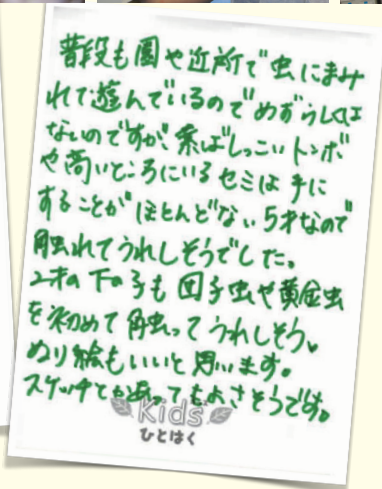 普段も園や近所で虫にまみ
れて遊んでいるのでめずらしくは
ないのですが、素ばしっこいトンボ
や高いところにいるセミは手に
することがほとんどない5才なので
触れてうれしそうでした。
2才の下の子も団子虫や黄金虫
を初めて触ってうれしそう。
ぬり絵もいいと思います。
スケッチとかあってもよさそうです。
Kids
ひとはく